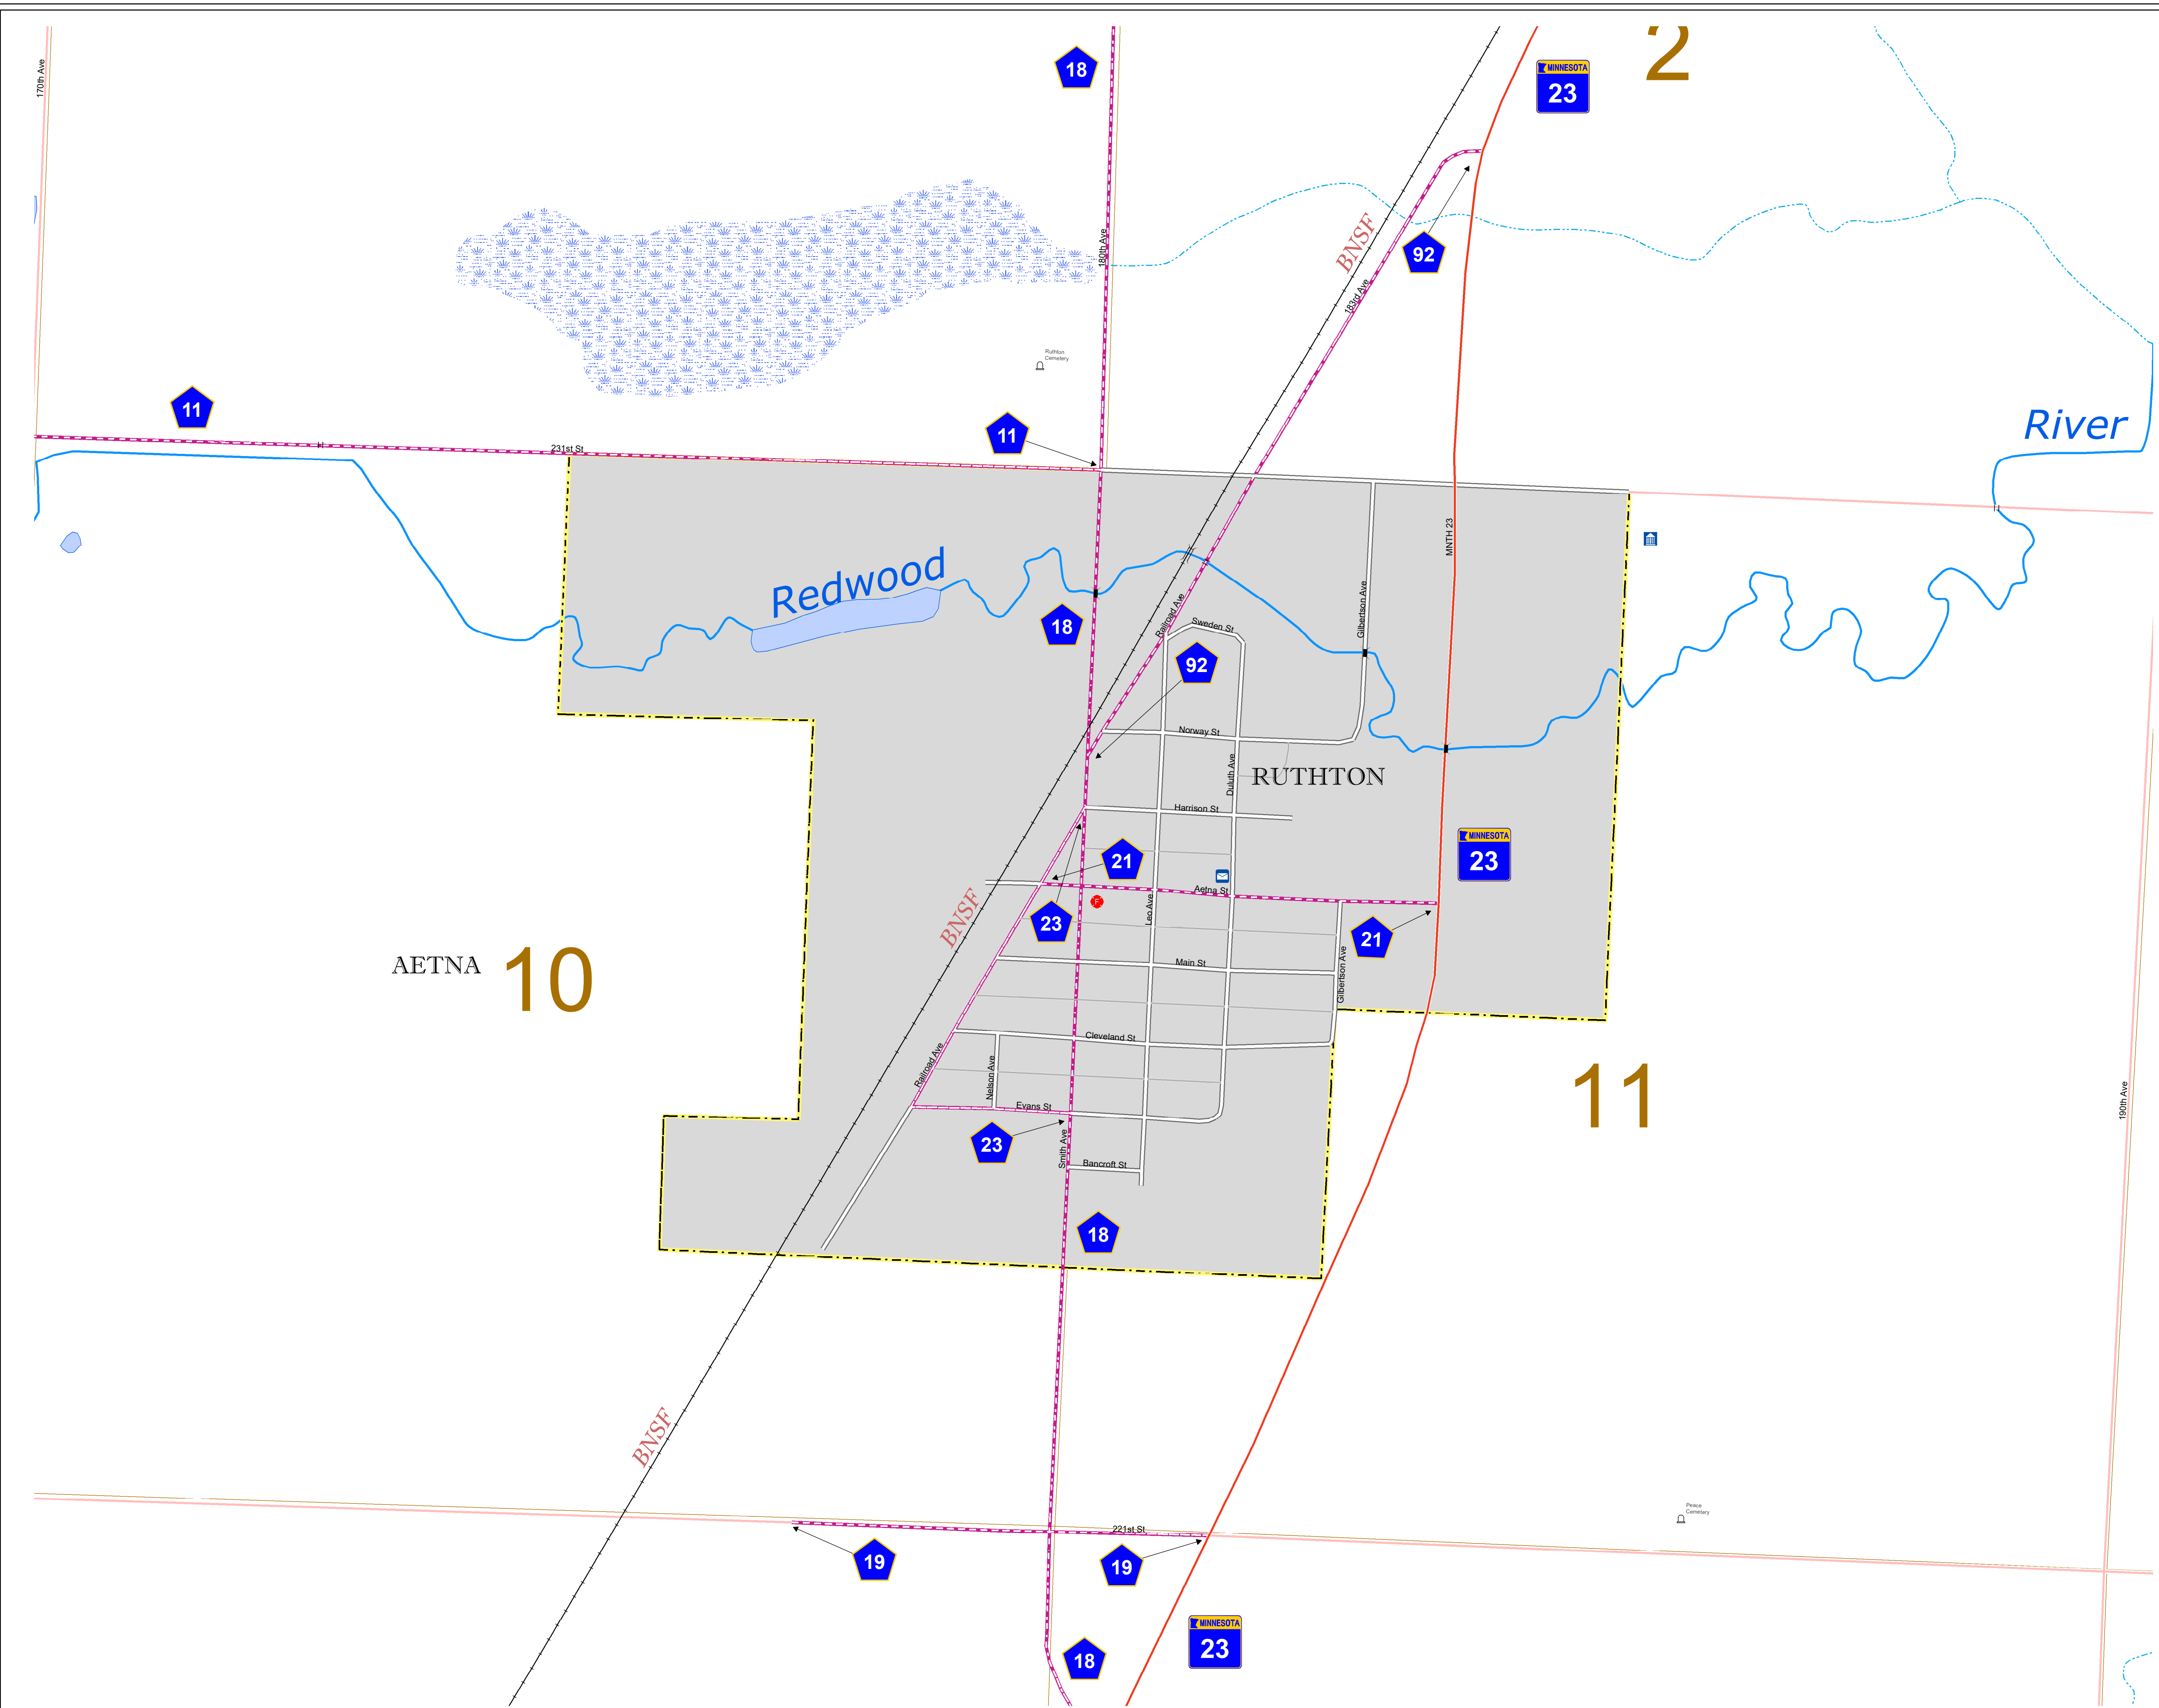 2
170th Ave
18
MINNESOTA
23
180th Ave
BNSF
92
183rd Ave
Ruthton
Cemetery
11
11
231st St
River
MNTH 23
Redwood
Gilbertson Ave
Railroad Ave
18
Sweden St
92
Norway St
Duluth Ave
RUTHTON
Harrison St
21
MINNESOTA
23
Aetna St
F
Leo Ave
BNSF
23
21
AETNA
10
Main St
Gilbertson Ave
Cleveland St
Railroad Ave
Nelson Ave
11
190th Ave
Evans St
23
Smith Ave
Bancroft St
18
BNSF
Peace
Cemetery
221st St
19
19
MINNESOTA
23
18